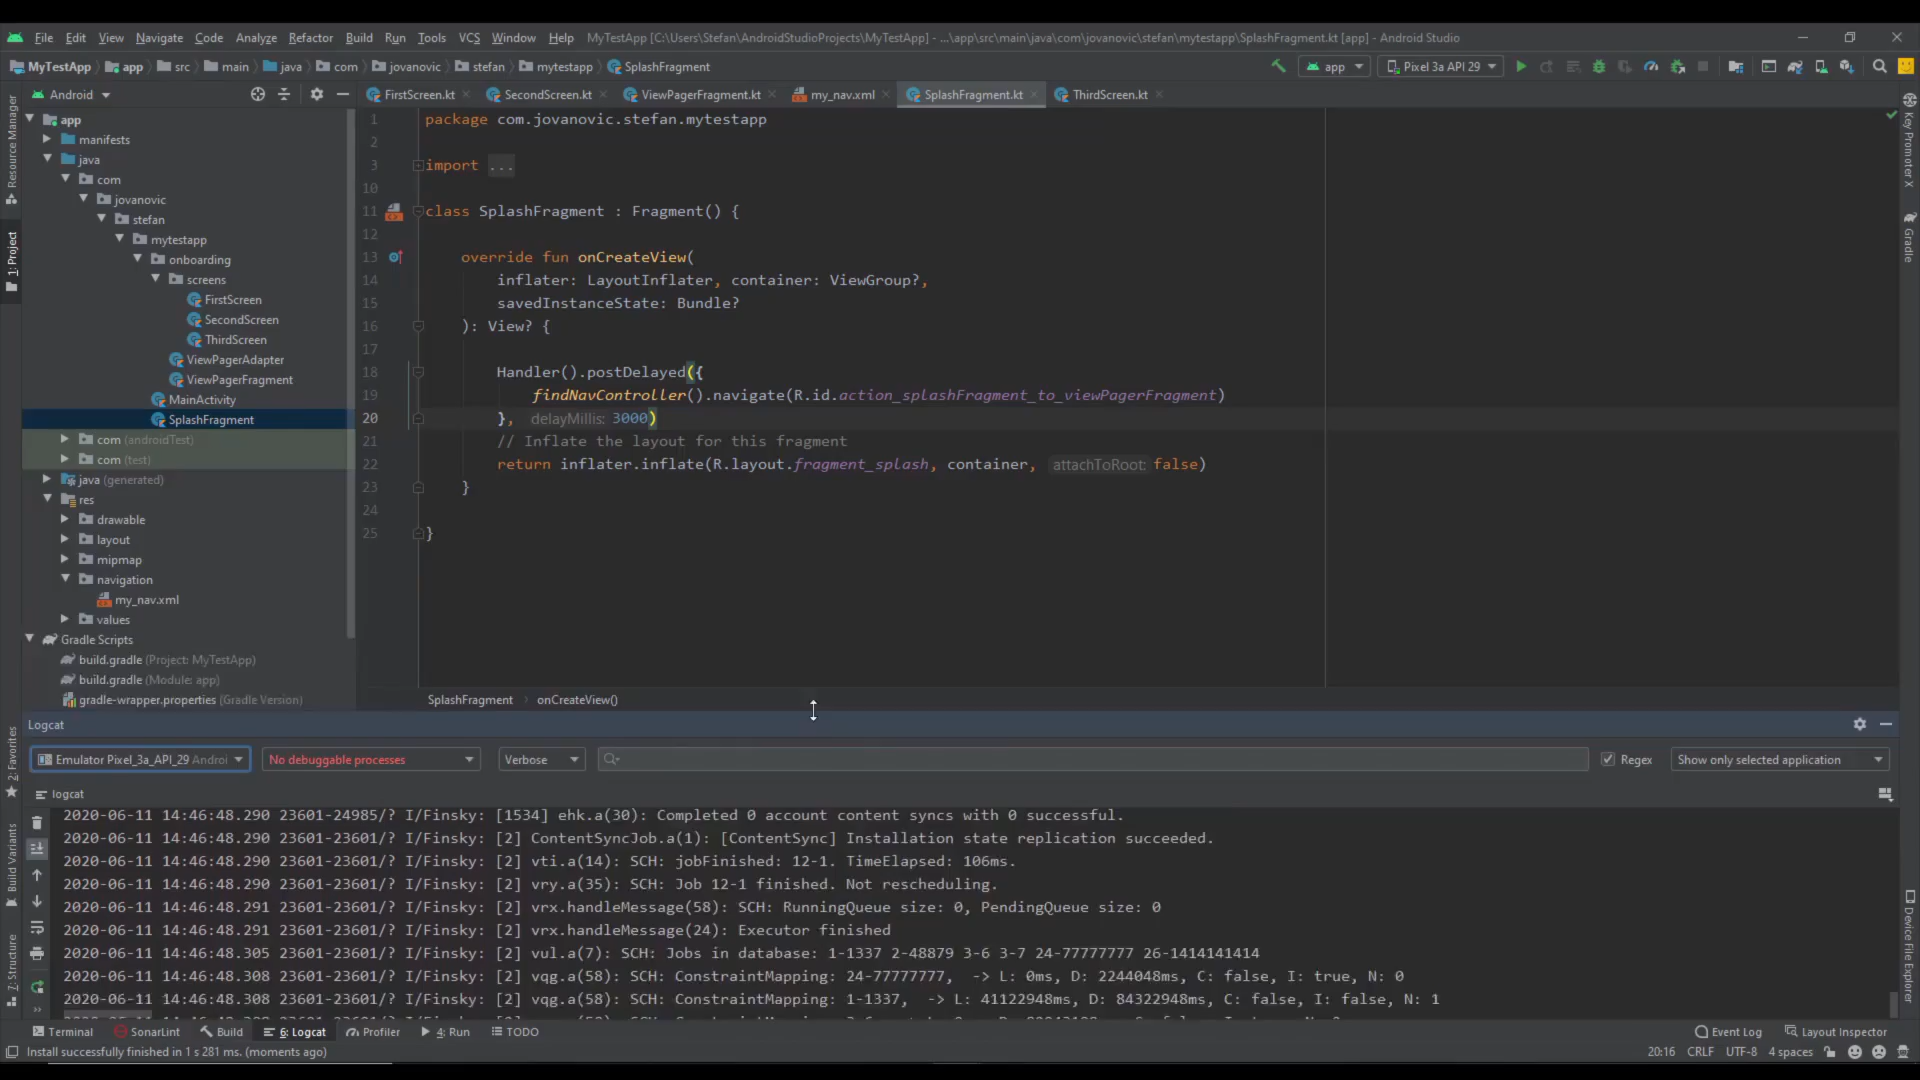 File Edit View Navigate Code Analyze Refactor Build Run Tools VCS Window Help MyTestApp [C:\Users\Stefan\AndroidStudioProjects\MyTestApp] - ...\app\src\main\java\com\jovanovic\stefan\mytestapp\SplashFragment.kt [app] - Android Studio
MyTestApp app src main java com jovanovic stefan mytestapp SplashFragment app Pixel 3a API 29
Android
FirstScreen.kt SecondScreen.kt ViewPagerFragment.kt my_nav.xml SplashFragment.kt ThirdScreen.kt
Resource Manager
1: Project
2: Favorites
Build Variants
7: Structure
app
manifests
java
com
jovanovic
stefan
mytestapp
onboarding
screens
FirstScreen
SecondScreen
ThirdScreen
ViewPagerAdapter
ViewPagerFragment
MainActivity
SplashFragment
com (androidTest)
com (test)
java (generated)
res
drawable
layout
mipmap
navigation
my_nav.xml
values
Gradle Scripts
build.gradle (Project: MyTestApp)
build.gradle (Module: app)
gradle-wrapper.properties (Gradle Version)
1 package com.jovanovic.stefan.mytestapp
2
3 import ...
10
11 class SplashFragment : Fragment() {
12
13 override fun onCreateView(
14 inflater: LayoutInflater, container: ViewGroup?,
15 savedInstanceState: Bundle?
16 ): View? {
17
18 Handler().postDelayed({
19 findNavController().navigate(R.id.action_splashFragment_to_viewPagerFragment)
20 }, delayMillis: 3000)
21 // Inflate the layout for this fragment
22 return inflater.inflate(R.layout.fragment_splash, container, attachToRoot: false)
23 }
24
25 }
SplashFragment onCreateView()
Key Promoter X
Gradle
Device File Explorer
Logcat
Emulator Pixel_3a_API_29 Androi No debuggable processes Verbose Regex Show only selected application
logcat
2020-06-11 14:46:48.290 23601-24985/? I/Finsky: [1534] ehk.a(30): Completed 0 account content syncs with 0 successful.
2020-06-11 14:46:48.290 23601-23601/? I/Finsky: [2] ContentSyncJob.a(1): [ContentSync] Installation state replication succeeded.
2020-06-11 14:46:48.290 23601-23601/? I/Finsky: [2] vti.a(14): SCH: jobFinished: 12-1. TimeElapsed: 106ms.
2020-06-11 14:46:48.290 23601-23601/? I/Finsky: [2] vry.a(35): SCH: Job 12-1 finished. Not rescheduling.
2020-06-11 14:46:48.291 23601-23601/? I/Finsky: [2] vrx.handleMessage(58): SCH: RunningQueue size: 0, PendingQueue size: 0
2020-06-11 14:46:48.291 23601-23601/? I/Finsky: [2] vrx.handleMessage(24): Executor finished
2020-06-11 14:46:48.305 23601-23601/? I/Finsky: [2] vul.a(7): SCH: Jobs in database: 1-1337 2-48879 3-6 3-7 24-77777777 26-1414141414
2020-06-11 14:46:48.308 23601-23601/? I/Finsky: [2] vqg.a(58): SCH: ConstraintMapping: 24-77777777, -> L: 0ms, D: 2244048ms, C: false, I: true, N: 0
2020-06-11 14:46:48.308 23601-23601/? I/Finsky: [2] vqg.a(58): SCH: ConstraintMapping: 1-1337, -> L: 41122948ms, D: 84322948ms, C: false, I: false, N: 1
Terminal SonarLint Build 6: Logcat Profiler 4: Run TODO Event Log Layout Inspector
Install successfully finished in 1 s 281 ms. (moments ago) 20:16 CRLF UTF-8 4 spaces